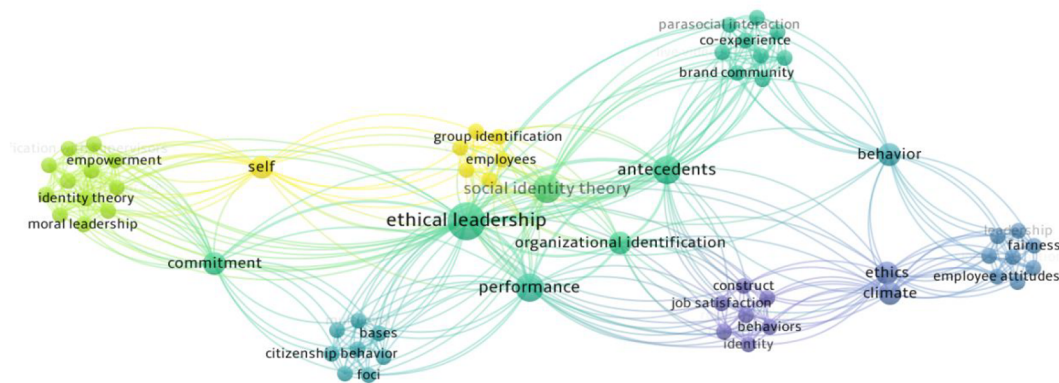 parasocial interaction
co-experience
brand community
group identification
employees
empowerment
self
antecedents
behavior
social identity theory
identity theory
moral leadership
ethical leadership
organizational identification
leadership
fairness
employee attitudes
commitment
ethics
climate
performance
construct
job satisfaction
behaviors
identity
bases
citizenship behavior
foci